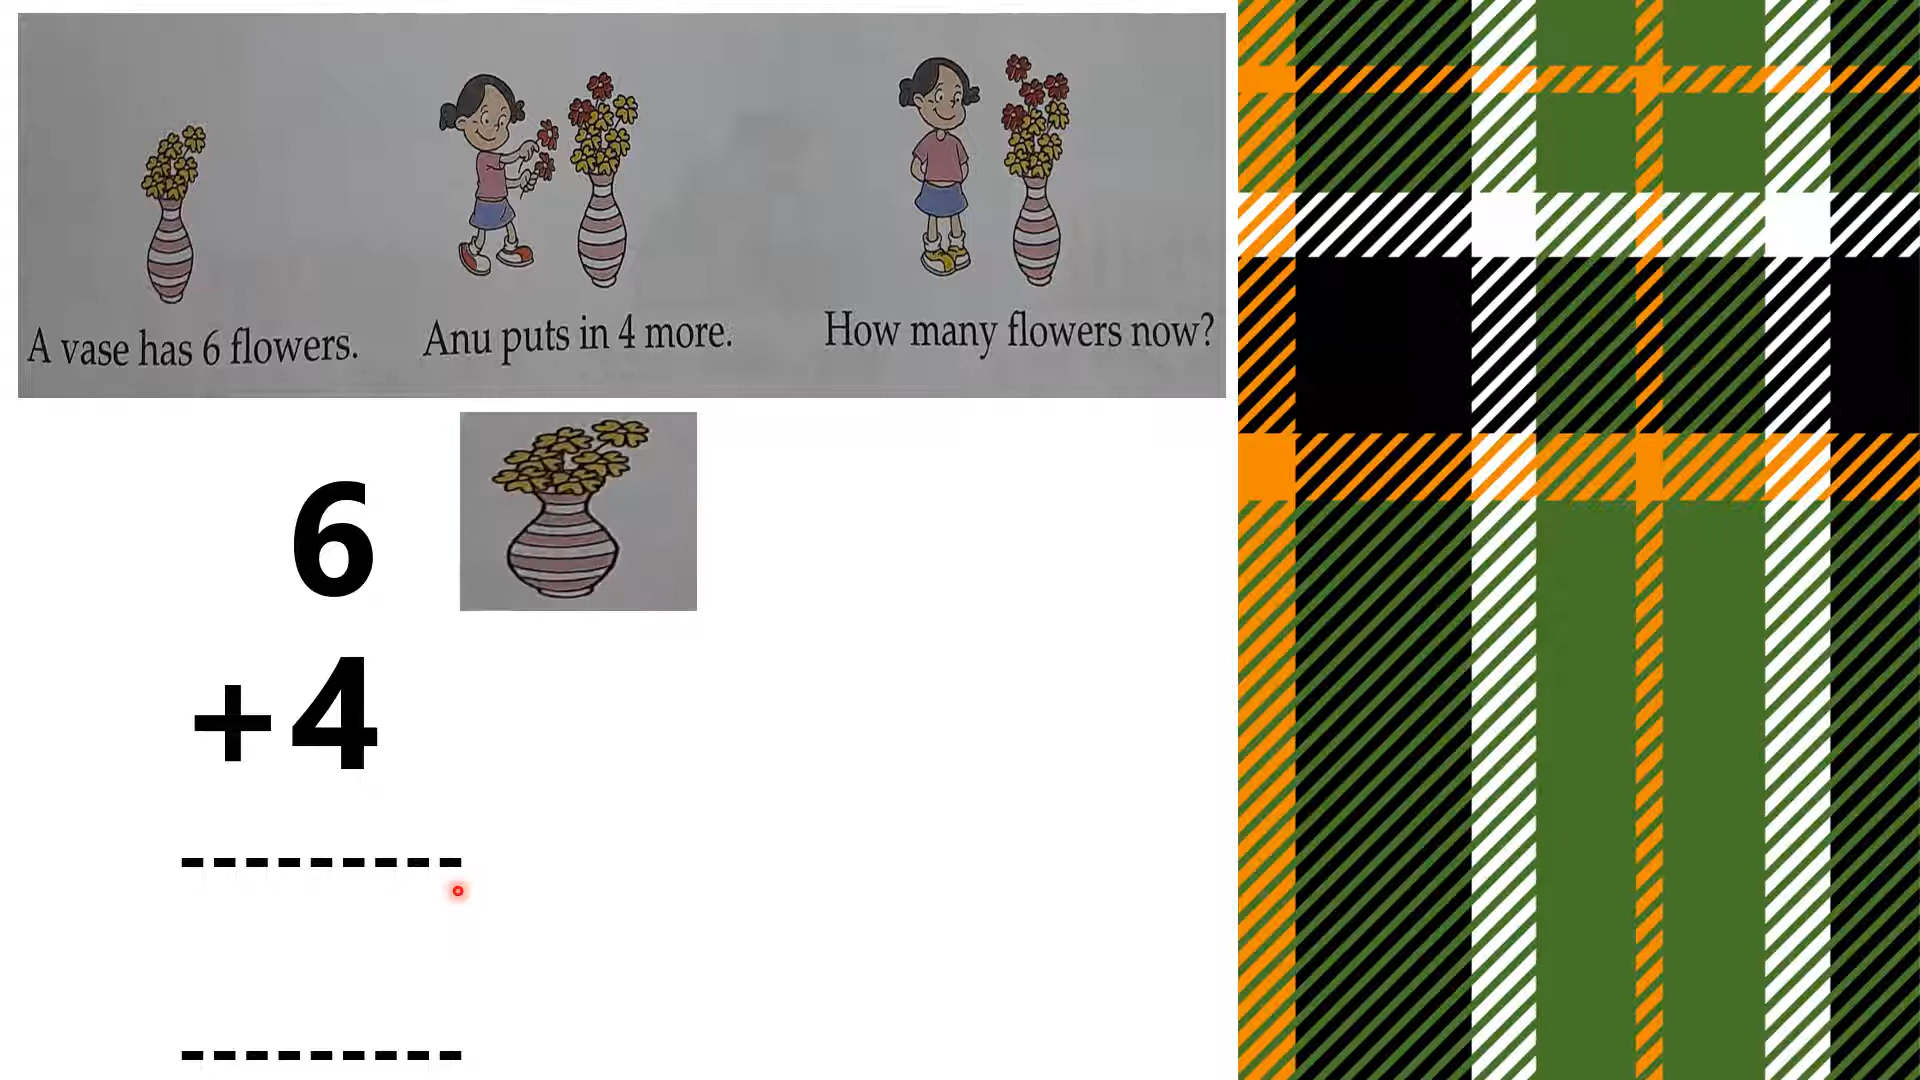 A vase has 6 flowers.
Anu puts in 4 more.
How many flowers now?
6
+4
---------
---------